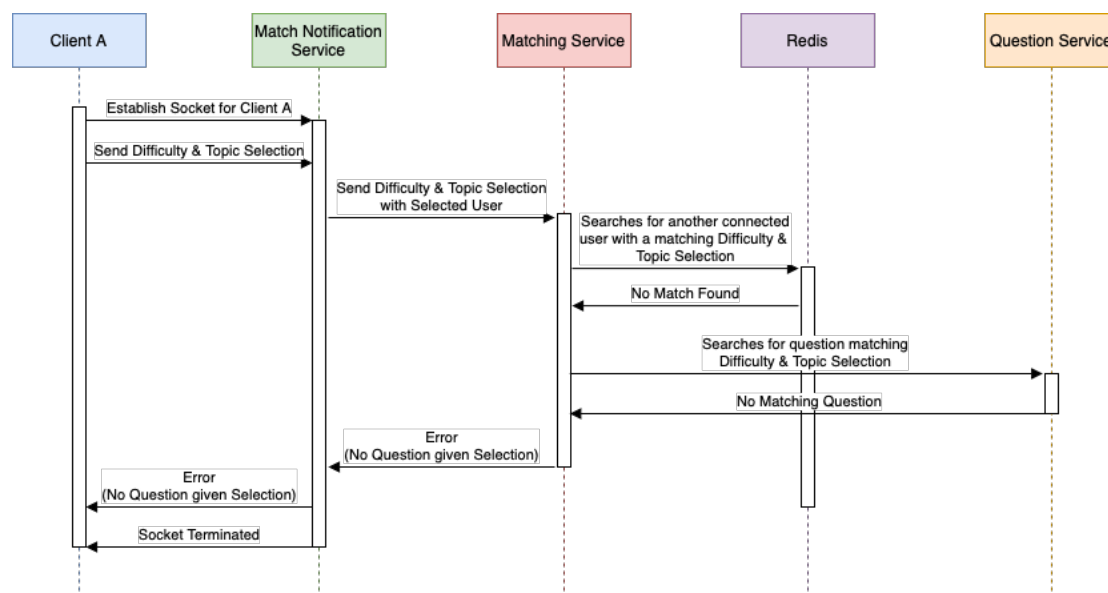 Client A
Match Notification
Service
Matching Service
Redis
Question Service
Establish Socket for Client A
Send Difficulty & Topic Selection
Send Difficulty & Topic Selection
with Selected User
Searches for another connected
user with a matching Difficulty &
Topic Selection
No Match Found
Searches for question matching
Difficulty & Topic Selection
No Matching Question
Error
(No Question given Selection)
Error
(No Question given Selection)
Socket Terminated